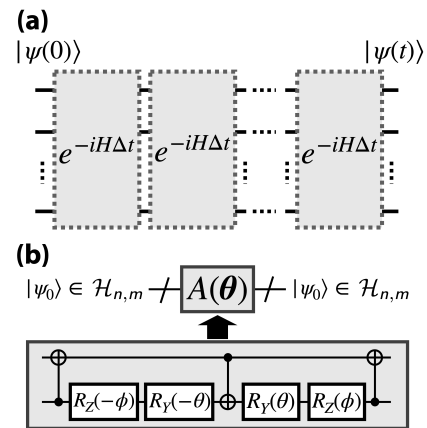 (a)
|ψ(0)⟩ |ψ(t)⟩
e^{-iHΔt} e^{-iHΔt} e^{-iHΔt}
(b)
|ψ₀⟩ ∈ ℋ_{n,m} A(θ) |ψ₀⟩ ∈ ℋ_{n,m}
R_Z(-ϕ) R_Y(-θ) R_Y(θ) R_Z(ϕ)